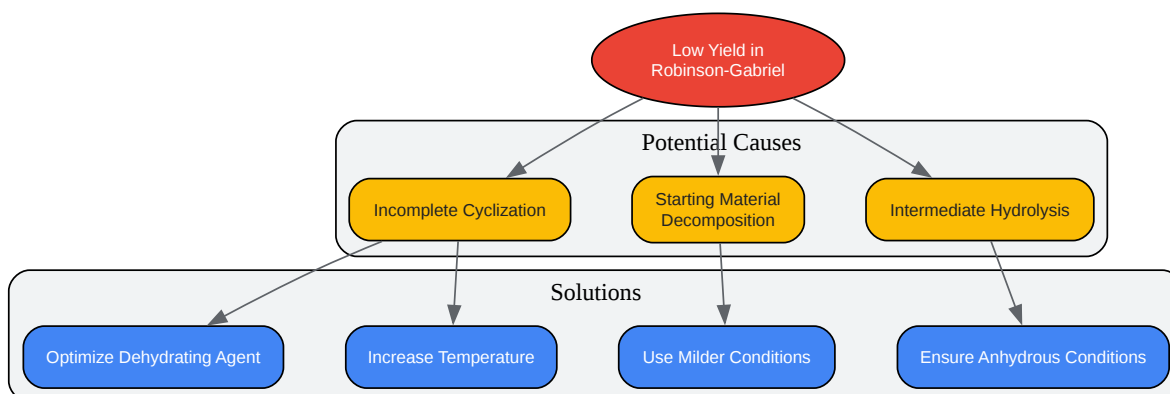 Low Yield in
Robinson-Gabriel
Potential Causes
Incomplete Cyclization
Starting Material
Decomposition
Intermediate Hydrolysis
Solutions
Optimize Dehydrating Agent
Increase Temperature
Use Milder Conditions
Ensure Anhydrous Conditions